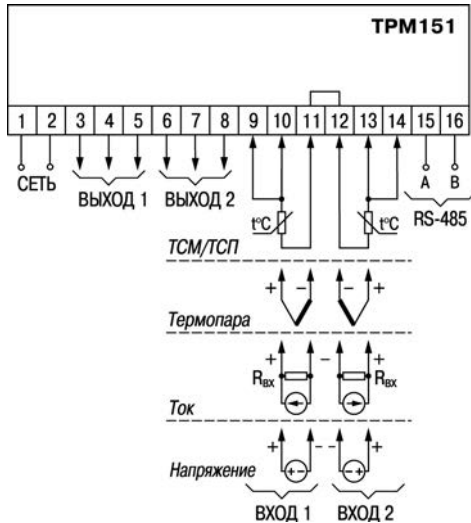 ТРМ151
1 2 3 4 5 6 7 8 9 10 11 12 13 14 15 16
СЕТЬ ВЫХОД 1 ВЫХОД 2 A B
RS-485
t°C t°C
ТСМ/ТСП
+ - - +
Термопара
+ - +
Rвх Rвх
Ток
+ - - +
+- -+
Напряжение
ВХОД 1 ВХОД 2